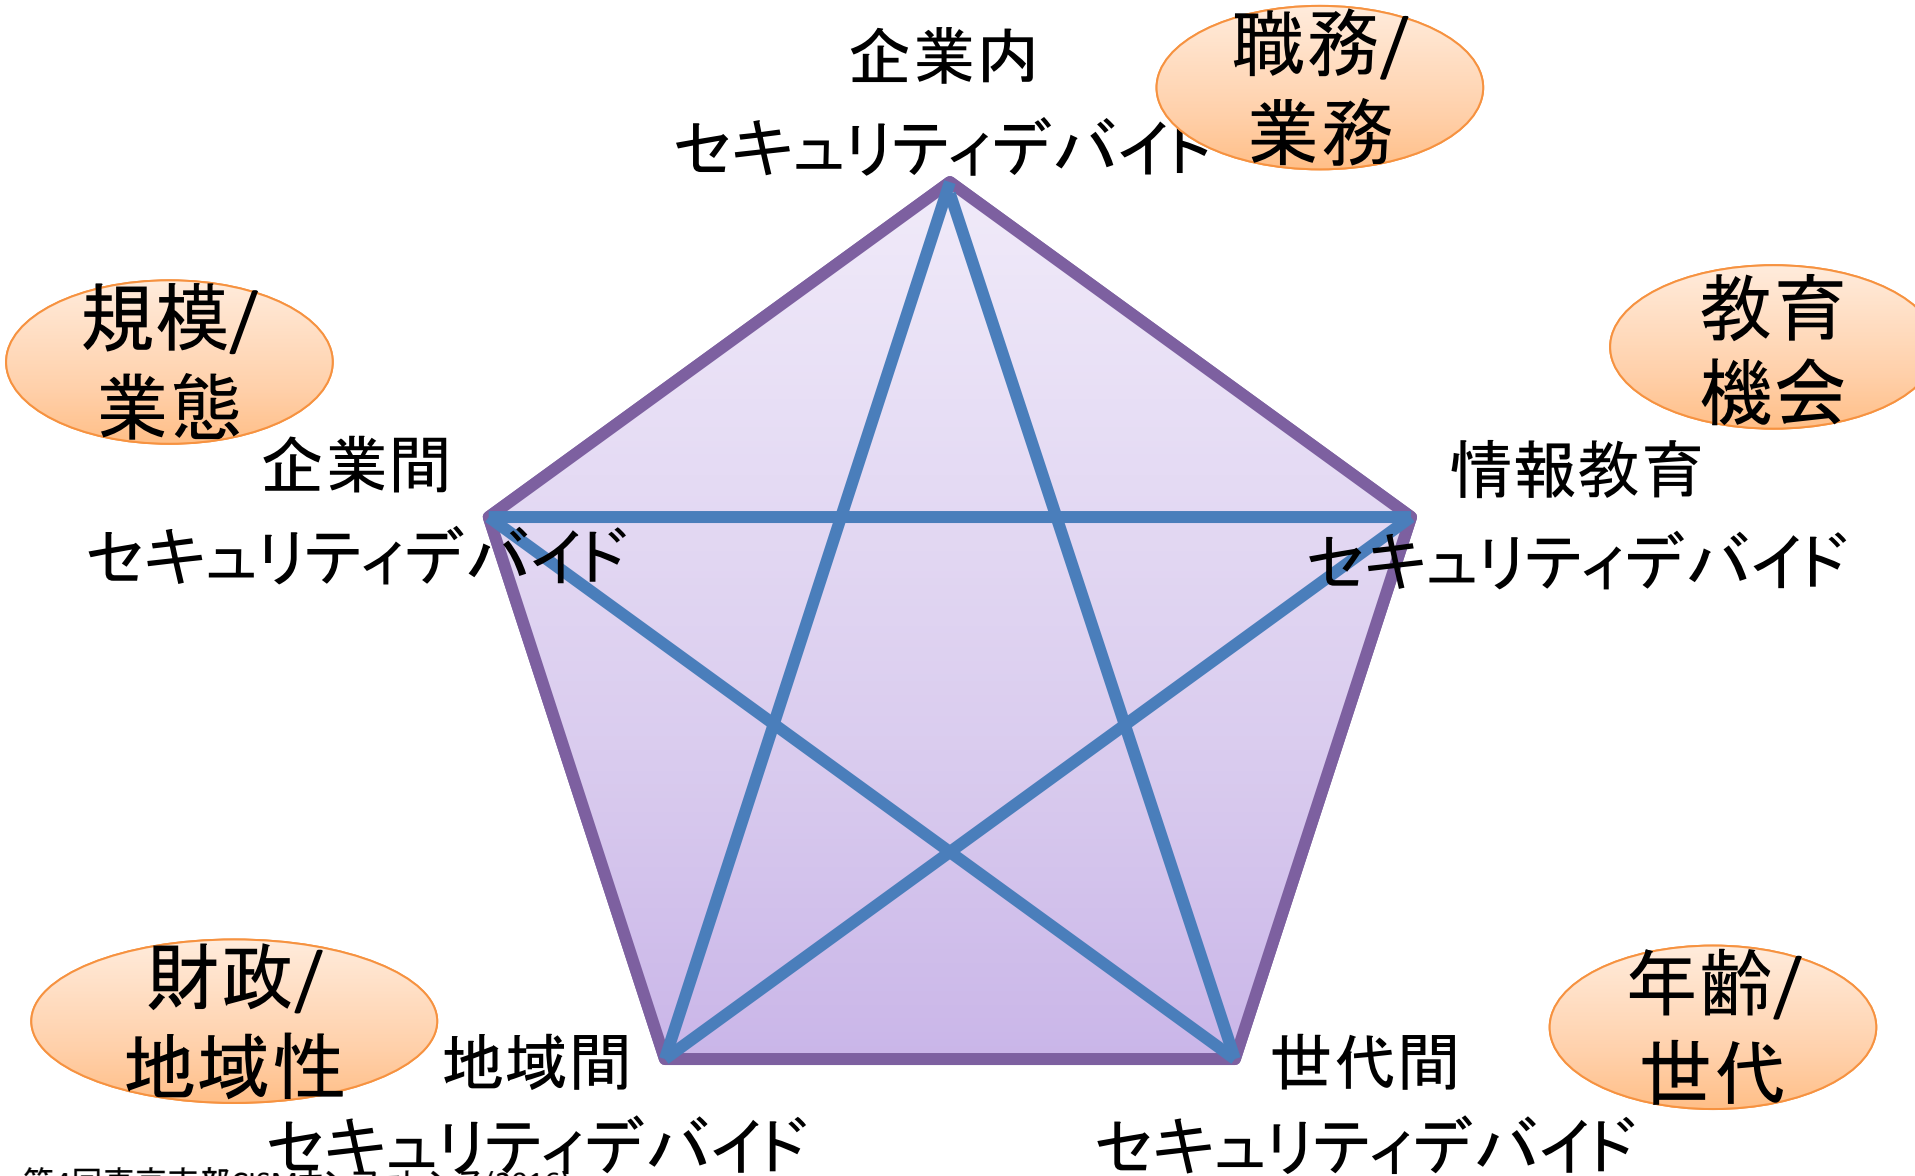 企業内
セキュリティデバイド
職務/
業務
規模/
業態
企業間
セキュリティデバイド
教育
機会
情報教育
セキュリティデバイド
財政/
地域性
地域間
セキュリティデバイド
年齢/
世代
世代間
セキュリティデバイド